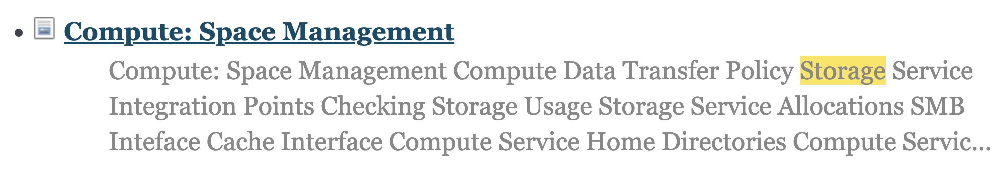 • Compute: Space Management
Compute: Space Management Compute Data Transfer Policy Storage Service
Integration Points Checking Storage Usage Storage Service Allocations SMB
Inteface Cache Interface Compute Service Home Directories Compute Servic...